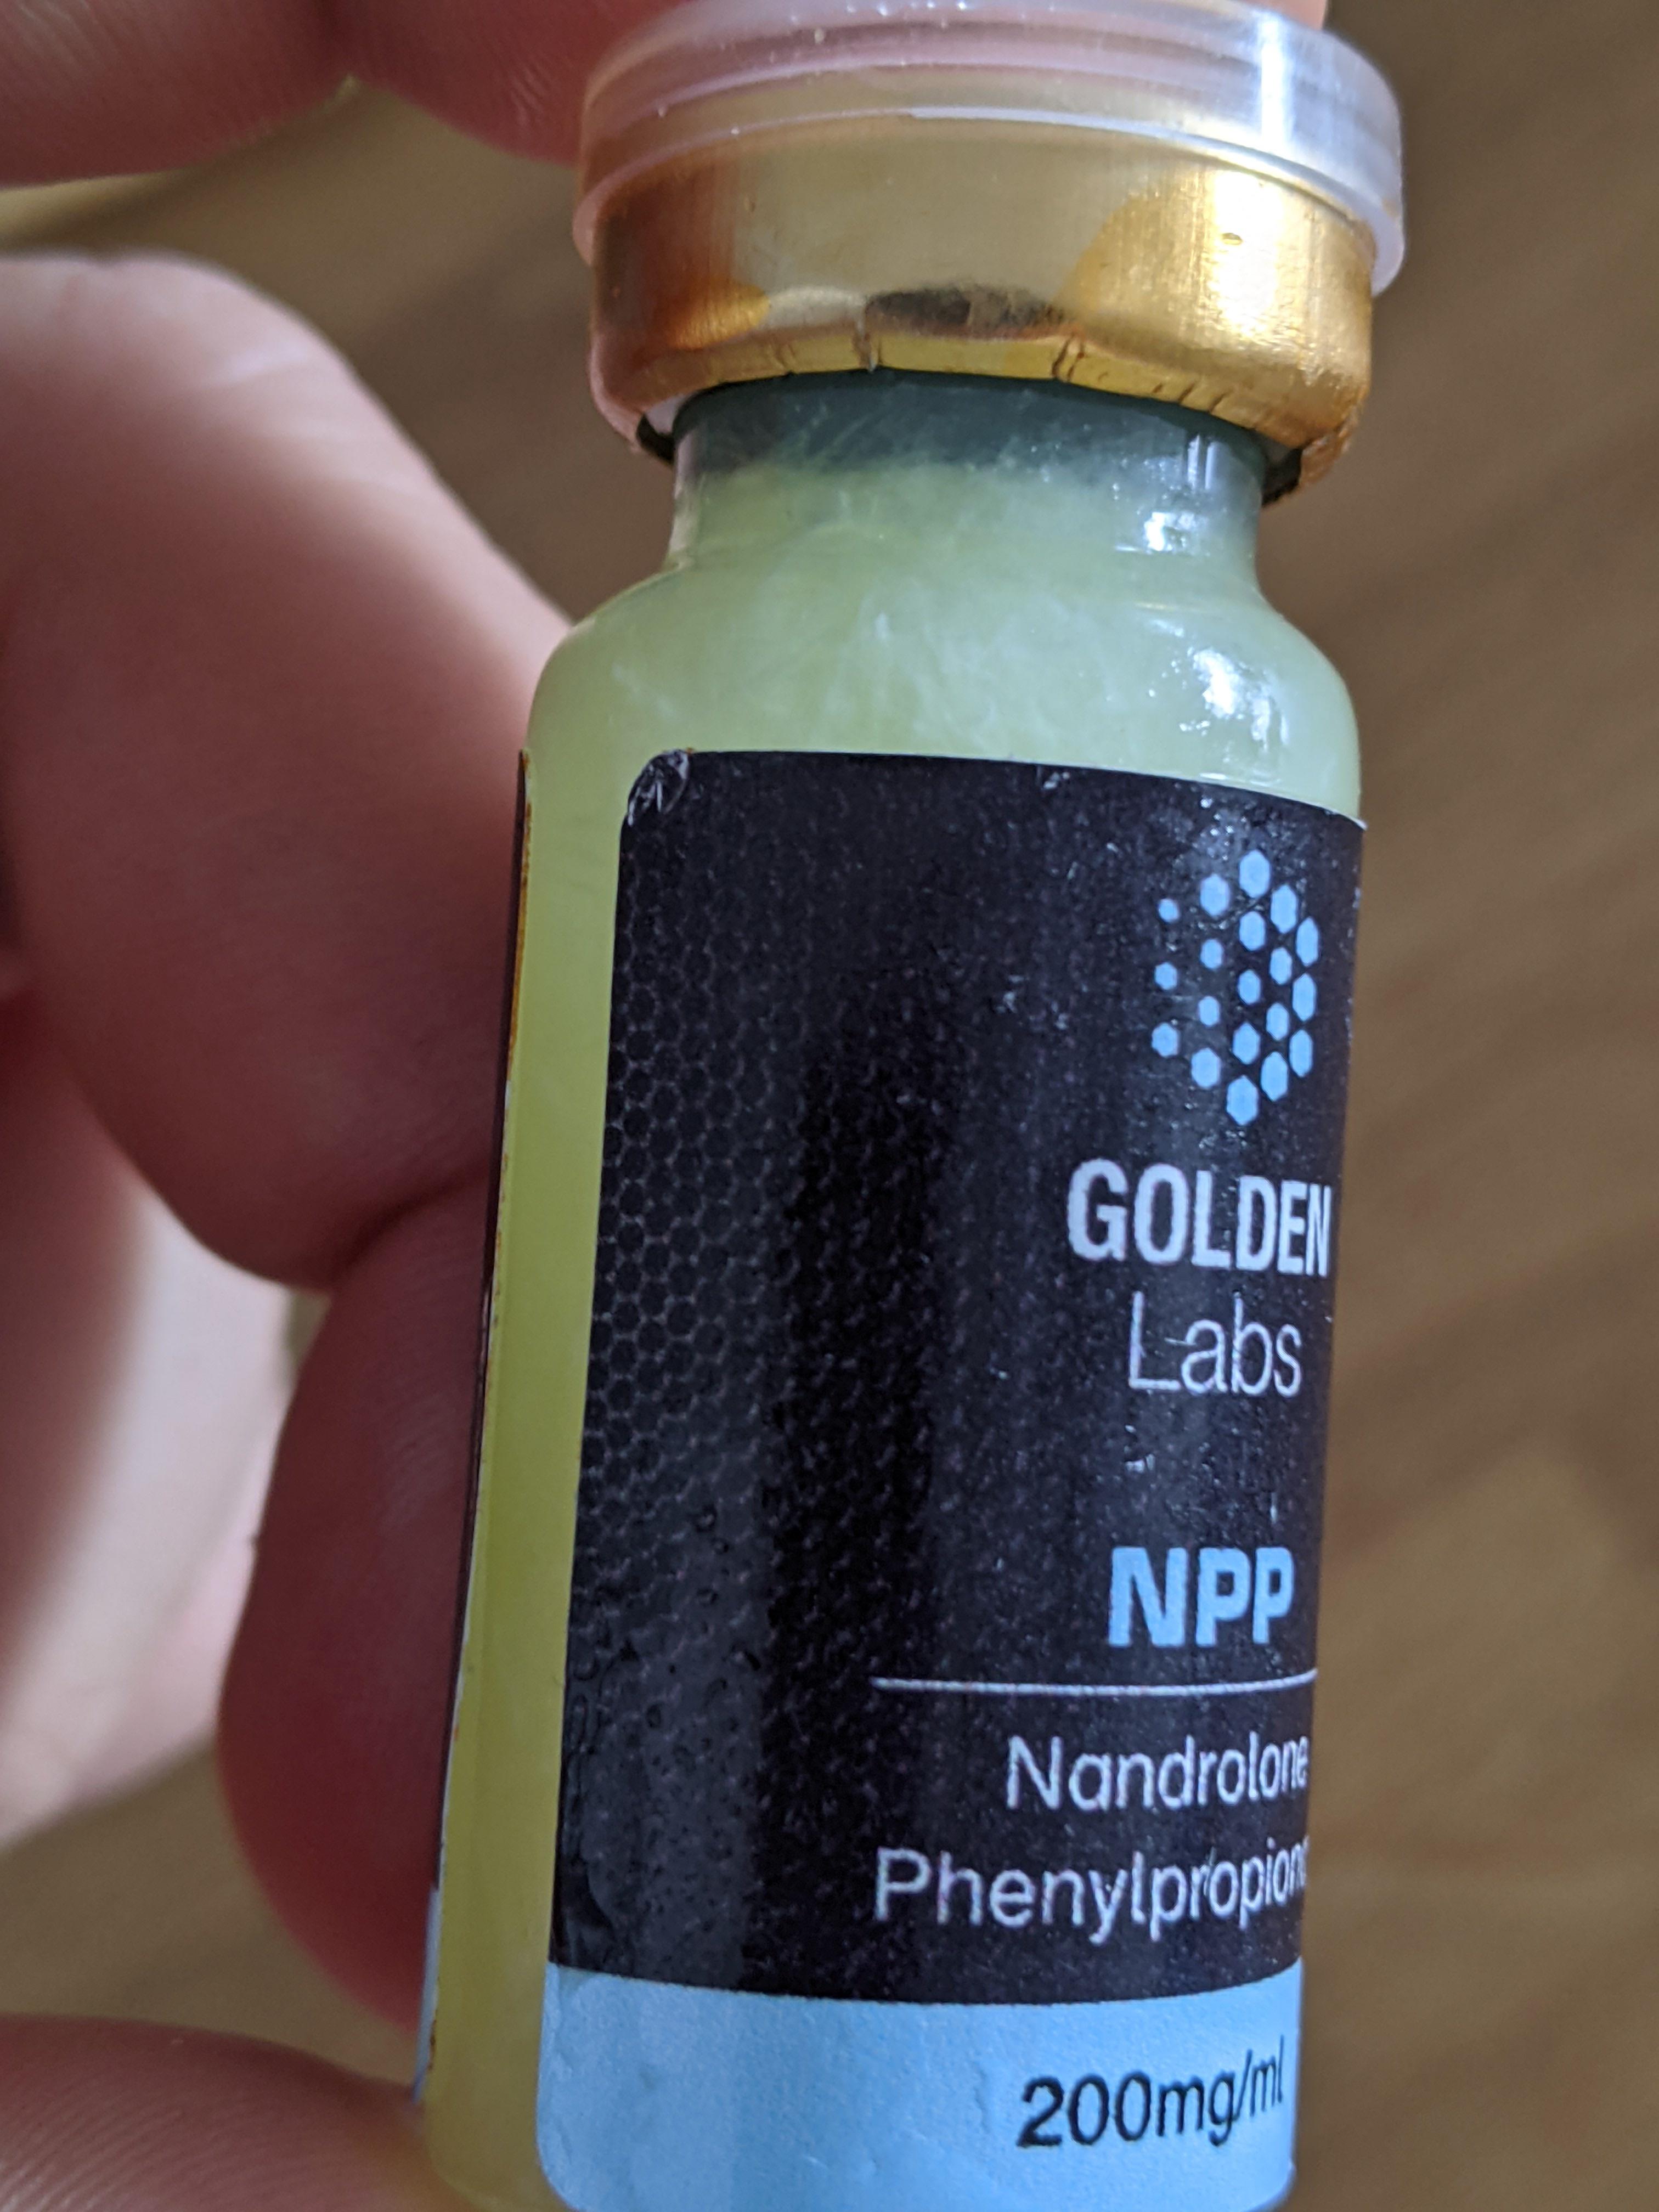 GOLDEN
Labs
NPP
Nandrolone
Phenylpropion
200mg/ml